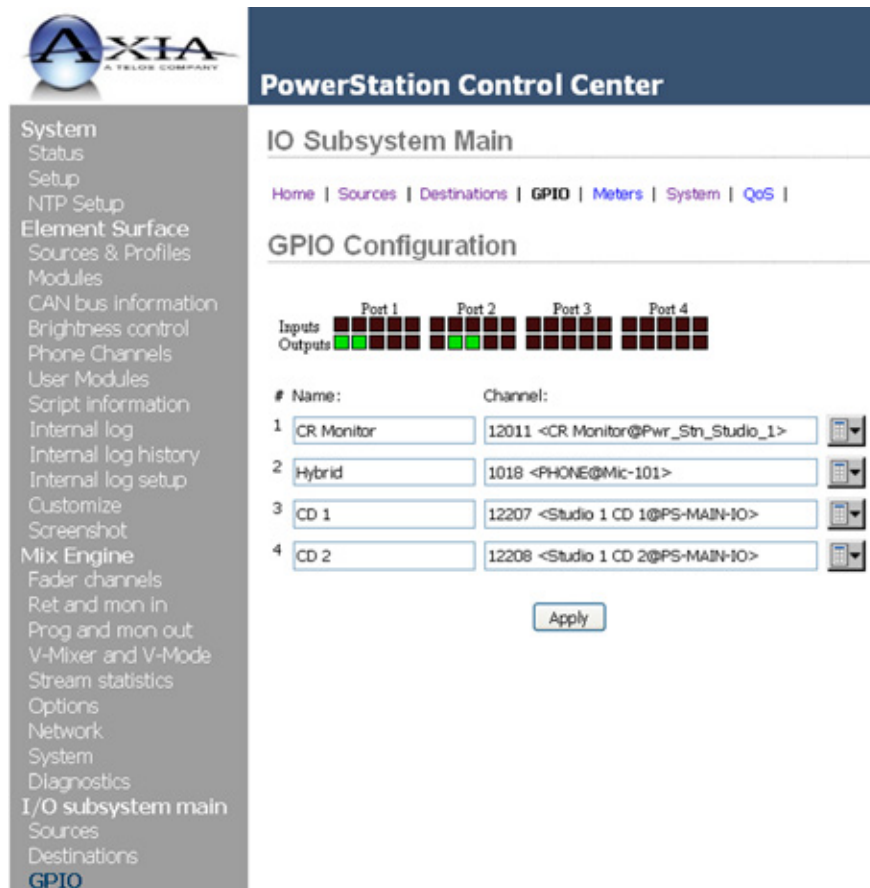 AXIA
A TELOS COMPANY
PowerStation Control Center
System
Status
Setup
NTP Setup
Element Surface
Sources & Profiles
Modules
CAN bus information
Brightness control
Phone Channels
User Modules
Script information
Internal log
Internal log history
Internal log setup
Customize
Screenshot
Mix Engine
Fader channels
Ret and mon in
Prog and mon out
V-Mixer and V-Mode
Stream statistics
Options
Network
System
Diagnostics
I/O subsystem main
Sources
Destinations
GPIO
IO Subsystem Main
Home | Sources | Destinations | GPIO | Meters | System | QoS |
GPIO Configuration
Port 1 Port 2 Port 3 Port 4
Inputs
Outputs
# Name: Channel:
1 CR Monitor 12011 <CR Monitor@Pwr_Stn_Studio_1>
2 Hybrid 1018 <PHONE@Mic-101>
3 CD 1 12207 <Studio 1 CD 1@PS-MAIN-IO>
4 CD 2 12208 <Studio 1 CD 2@PS-MAIN-IO>
Apply